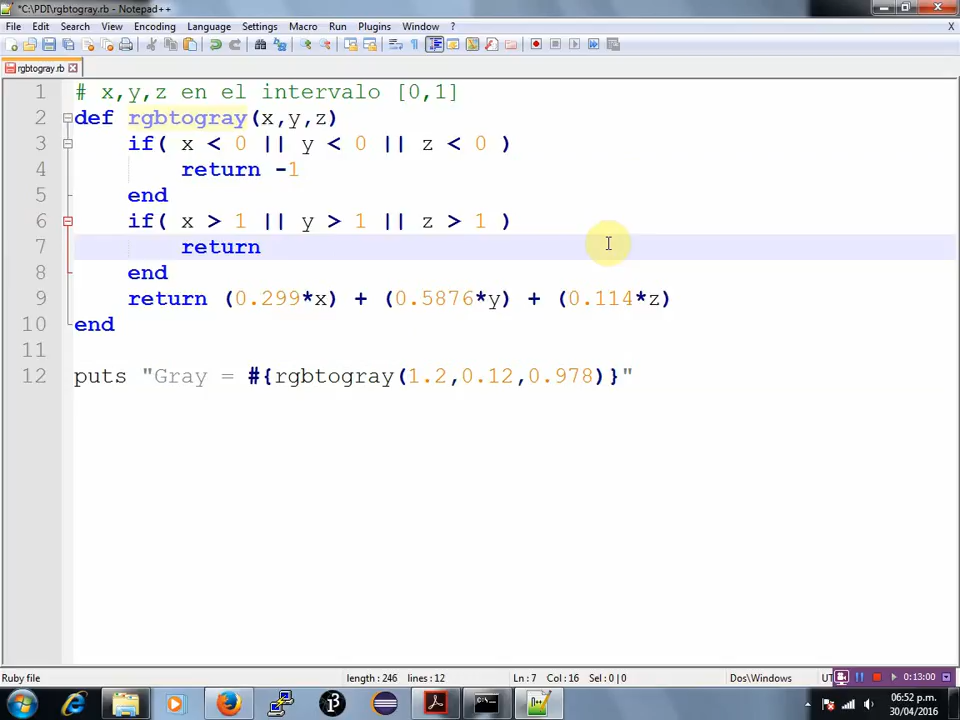 *C:\PDI\rgbtogray.rb - Notepad++
File Edit Search View Encoding Language Settings Macro Run Plugins Window ?
X
rgbtogray.rb
1 # x,y,z en el intervalo [0,1]
2 def rgbtogray(x,y,z)
3 if( x < 0 || y < 0 || z < 0 )
4 return -1
5 end
6 if( x > 1 || y > 1 || z > 1 )
7 return
8 end
9 return (0.299*x) + (0.5876*y) + (0.114*z)
10 end
11
12 puts "Gray = #{rgbtogray(1.2,0.12,0.978)}"
Ruby file length : 246 lines : 12 Ln : 7 Col : 16 Sel : 0 | 0 Dos\Windows UT 0:13:00
06:52 p.m.
30/04/2016